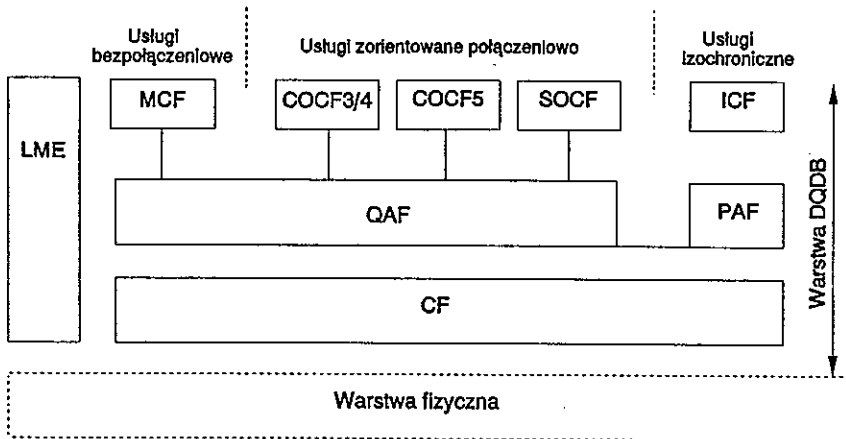 Usługi
bezpołączeniowe
Usługi zorientowane połączeniowo
Usługi
Izochroniczne
LME
MCF
COCF3/4
COCF5
SOCF
ICF
QAF
PAF
CF
Warstwa DQDB
Warstwa fizyczna